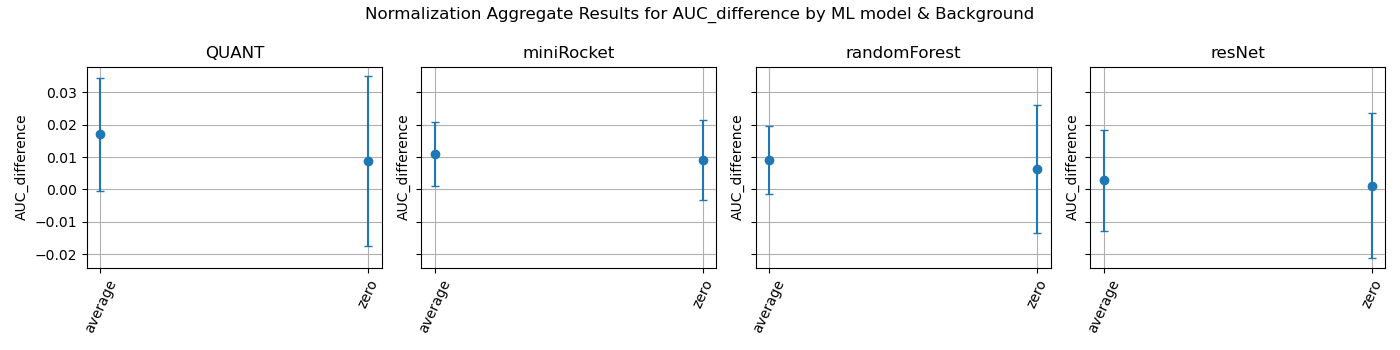 Normalization Aggregate Results for AUC_difference by ML model & Background
QUANT
miniRocket
randomForest
resNet
AUC_difference
0.03
0.02
0.01
0.00
−0.01
−0.02
average
zero
AUC_difference
average
zero
AUC_difference
average
zero
AUC_difference
average
zero